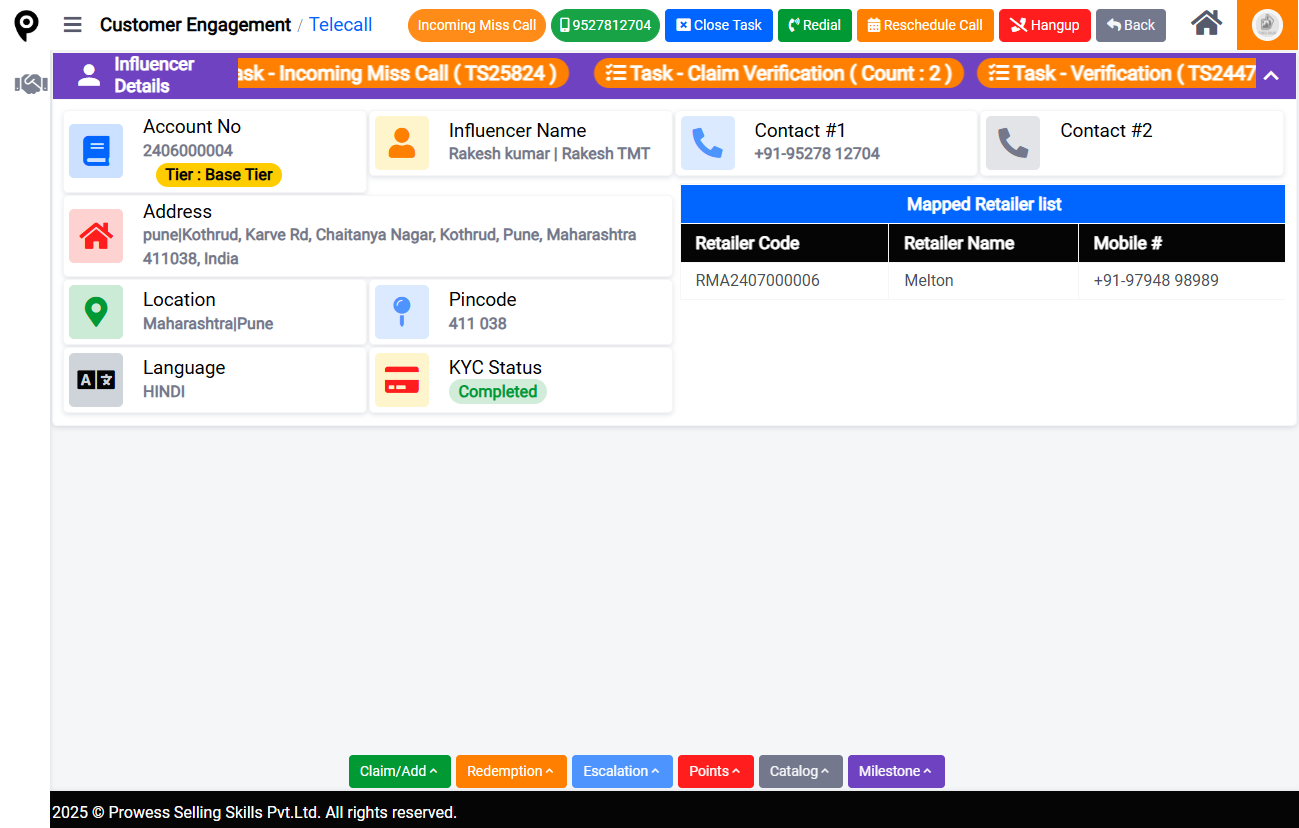 Customer Engagement / Telecall
Incoming Miss Call
9527812704
Close Task
Redial
Reschedule Call
Hangup
Back
Influencer
Details
ask - Incoming Miss Call ( TS25824 )
Task - Claim Verification ( Count : 2 )
Task - Verification ( TS2447
Account No
2406000004
Tier : Base Tier
Influencer Name
Rakesh kumar | Rakesh TMT
Contact #1
+91-95278 12704
Contact #2
Address
pune|Kothrud, Karve Rd, Chaitanya Nagar, Kothrud, Pune, Maharashtra
411038, India
Location
Maharashtra|Pune
Pincode
411 038
Language
HINDI
KYC Status
Completed
Mapped Retailer list
Retailer Code Retailer Name Mobile #
RMA2407000006 Melton +91-97948 98989
Claim/Add
Redemption
Escalation
Points
Catalog
Milestone
2025 © Prowess Selling Skills Pvt.Ltd. All rights reserved.